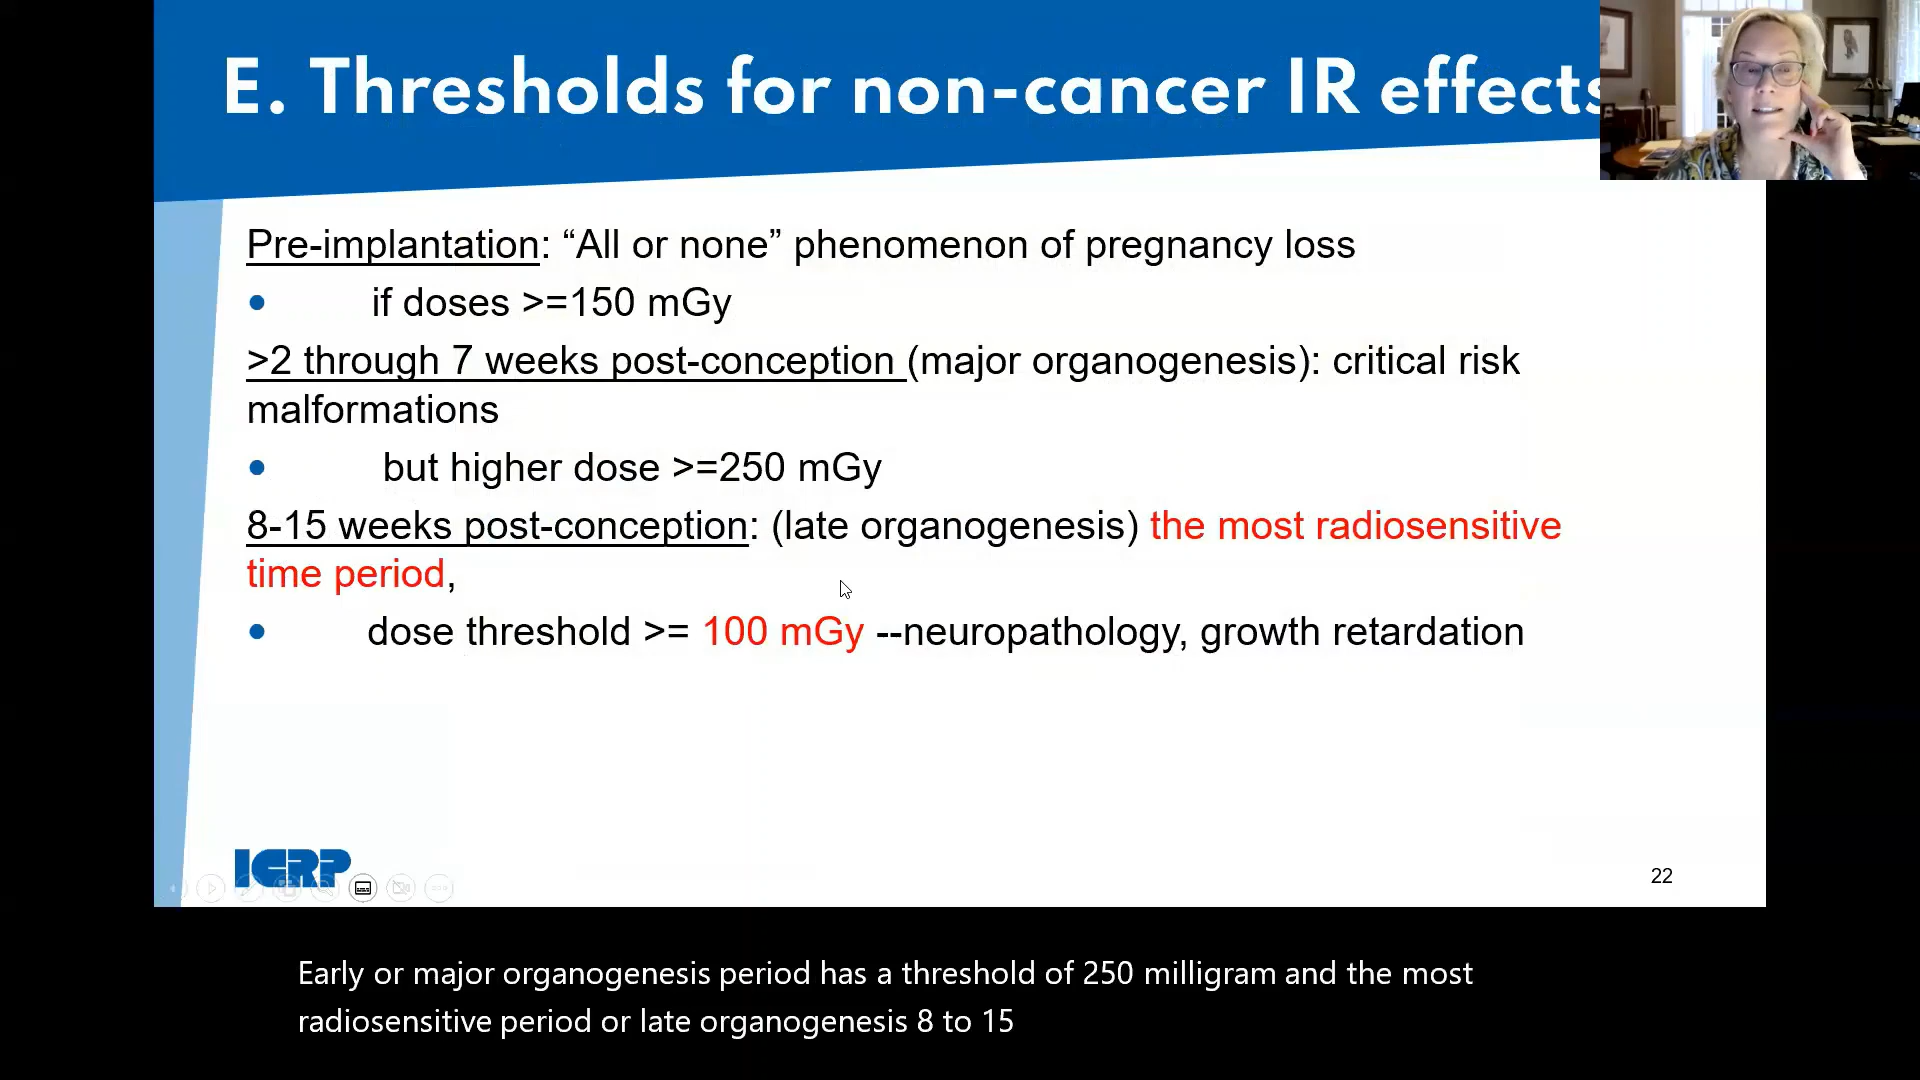 E. Thresholds for non-cancer IR effects
Pre-implantation: “All or none” phenomenon of pregnancy loss
• if doses >=150 mGy
>2 through 7 weeks post-conception (major organogenesis): critical risk
malformations
• but higher dose >=250 mGy
8-15 weeks post-conception: (late organogenesis) the most radiosensitive
time period,
• dose threshold >= 100 mGy --neuropathology, growth retardation
ICRP
22
Early or major organogenesis period has a threshold of 250 milligram and the most
radiosensitive period or late organogenesis 8 to 15